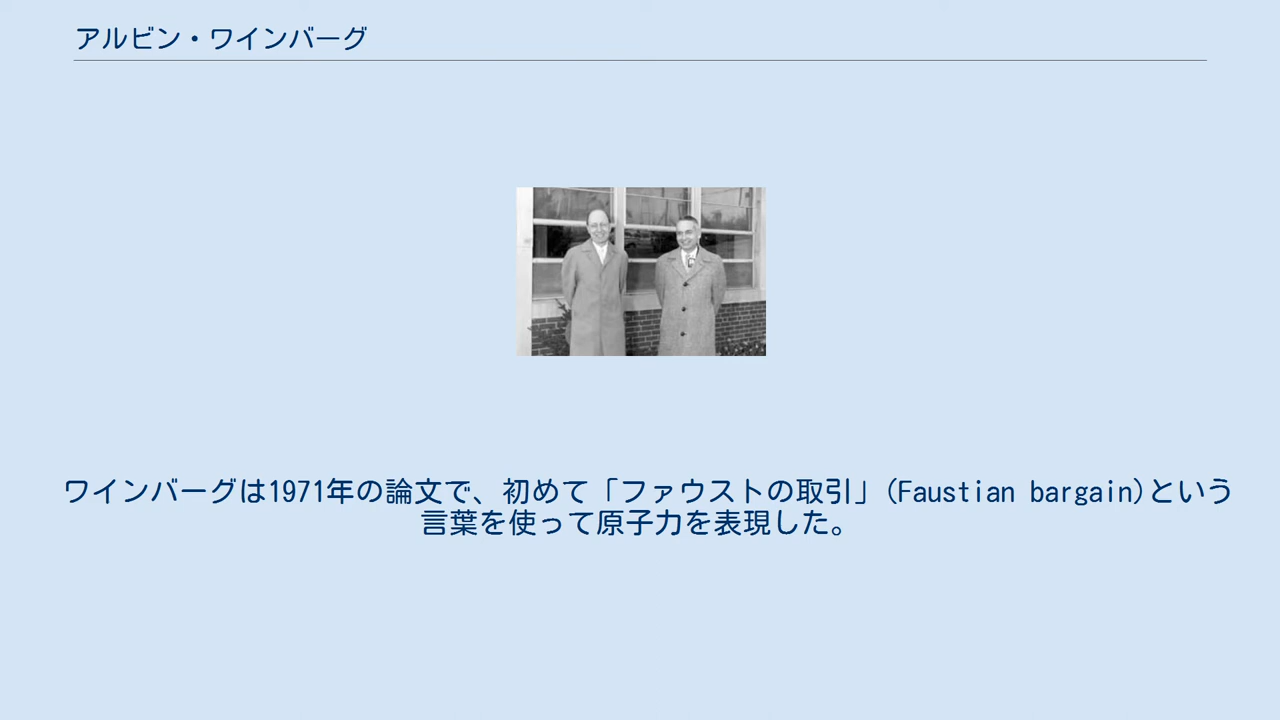 アルビン・ワインバーグ
ワインバーグは1971年の論文で、初めて「ファウストの取引」(Faustian bargain)という
言葉を使って原子力を表現した。